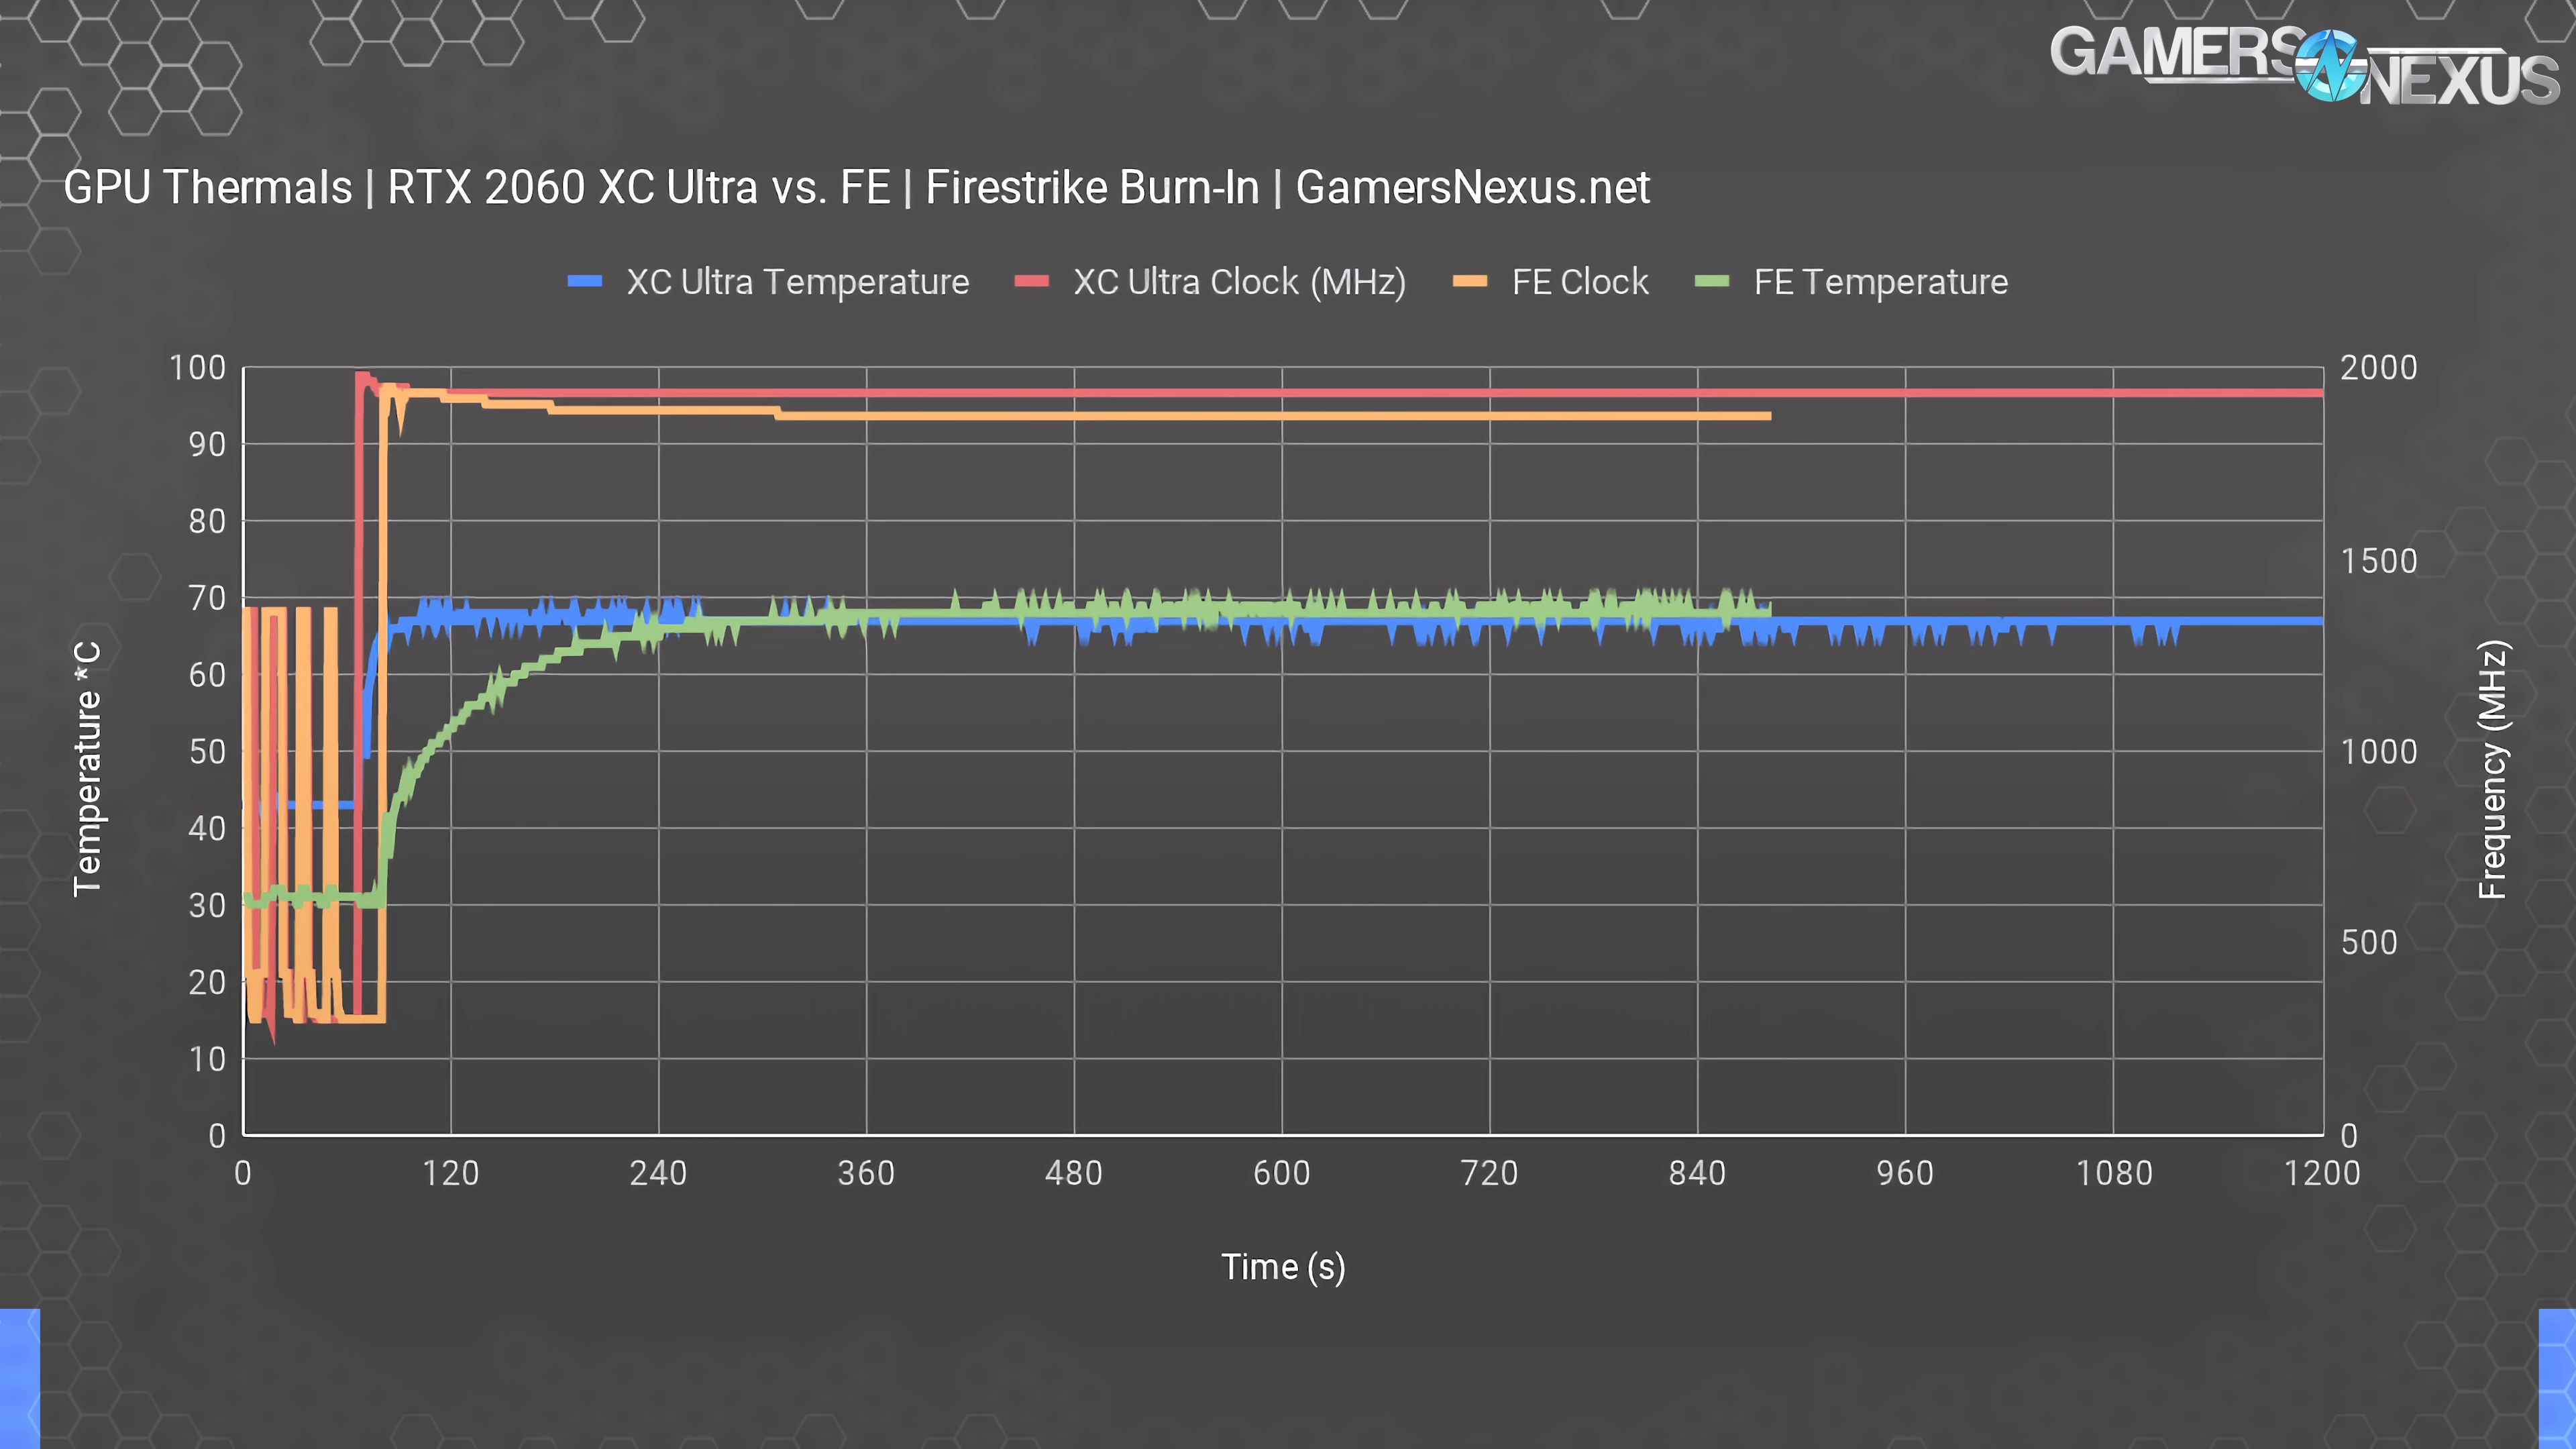 GAMERS NEXUS
GPU Thermals | RTX 2060 XC Ultra vs. FE | Firestrike Burn-In | GamersNexus.net
XC Ultra Temperature XC Ultra Clock (MHz) FE Clock FE Temperature
100 2000
90
80
1500
70
60
50 1000
40
30
500
20
10
0 0
Temperature *C
Frequency (MHz)
0 120 240 360 480 600 720 840 960 1080 1200
Time (s)